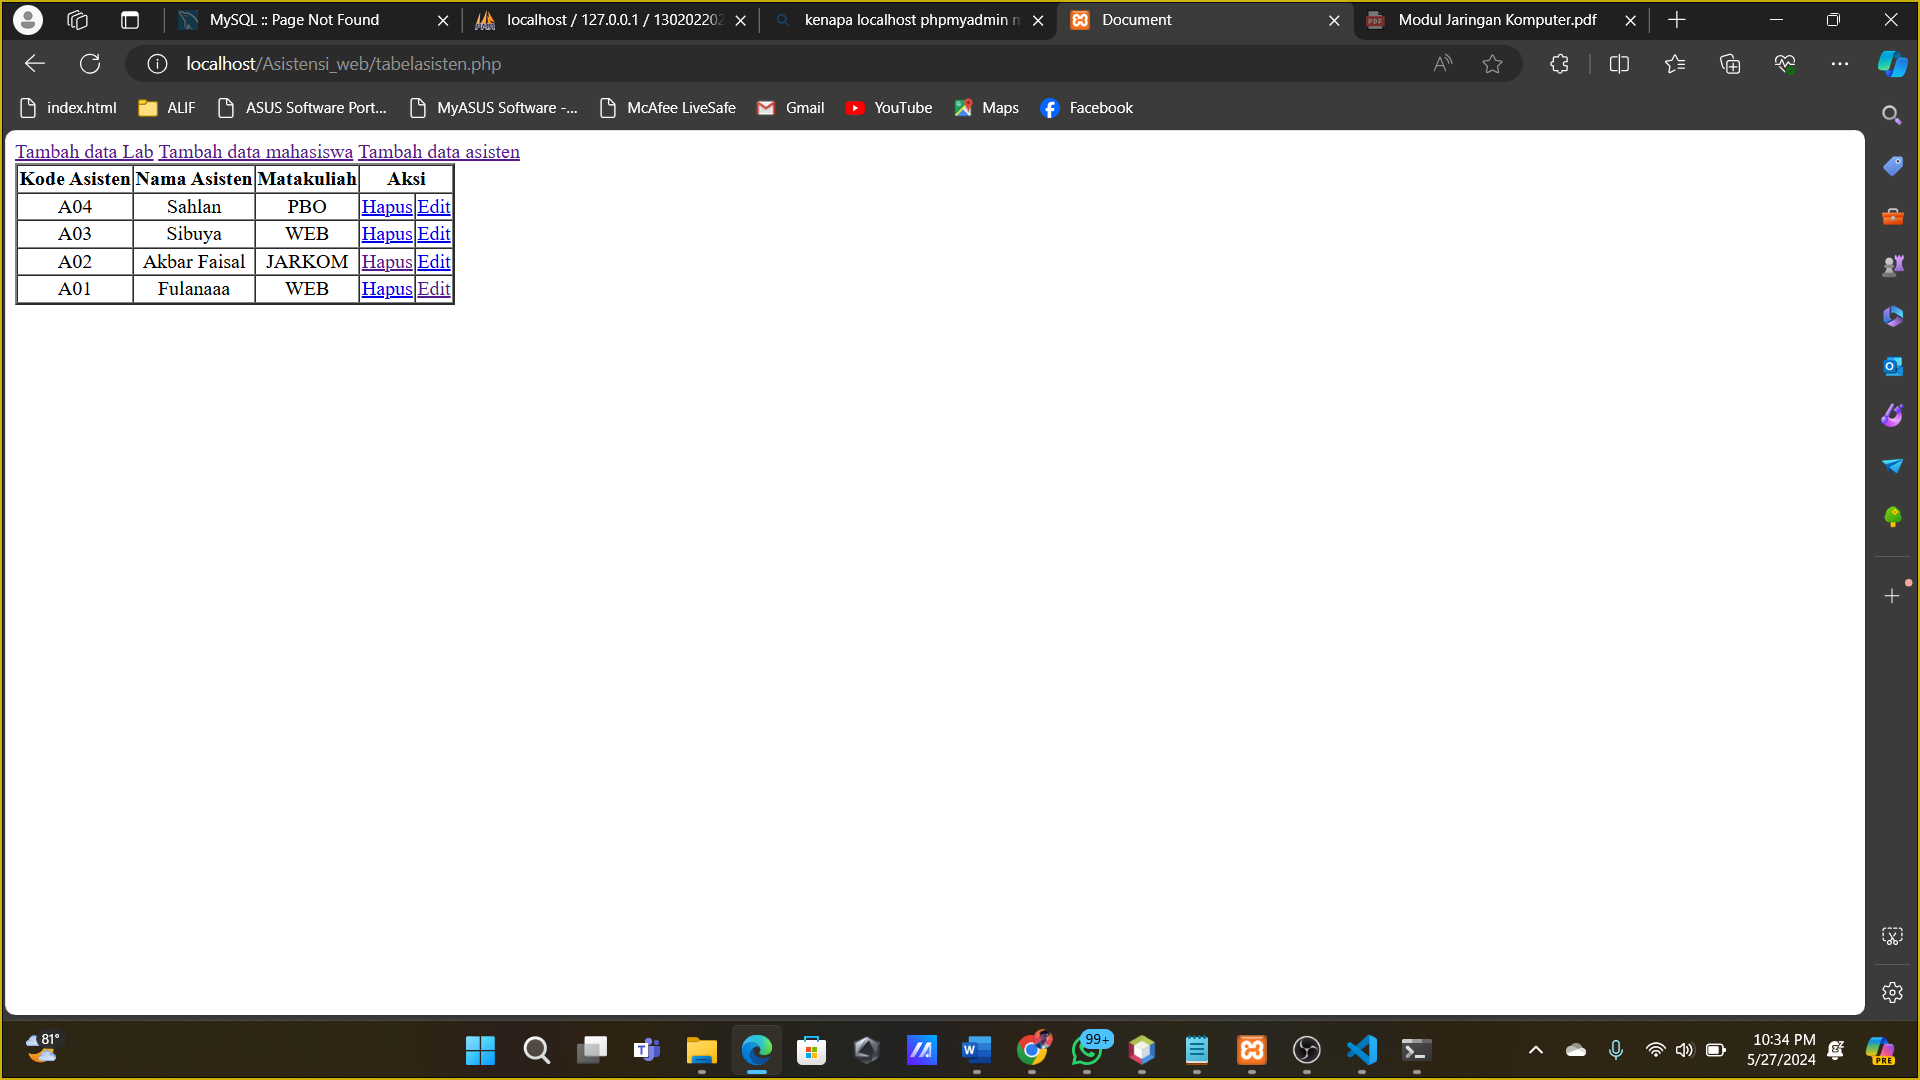 MySQL :: Page Not Found
localhost / 127.0.0.1 / 130202202
kenapa localhost phpmyadmin m
Document
Modul Jaringan Komputer.pdf
localhost/Asistensi_web/tabelasisten.php
index.html
ALIF
ASUS Software Port...
MyASUS Software -...
McAfee LiveSafe
Gmail
YouTube
Maps
Facebook
Tambah data Lab Tambah data mahasiswa Tambah data asisten
Kode Asisten Nama Asisten Matakuliah Aksi
A04 Sahlan PBO Hapus Edit
A03 Sibuya WEB Hapus Edit
A02 Akbar Faisal JARKOM Hapus Edit
A01 Fulanaaa WEB Hapus Edit
81°
99+
10:34 PM
5/27/2024
PRE